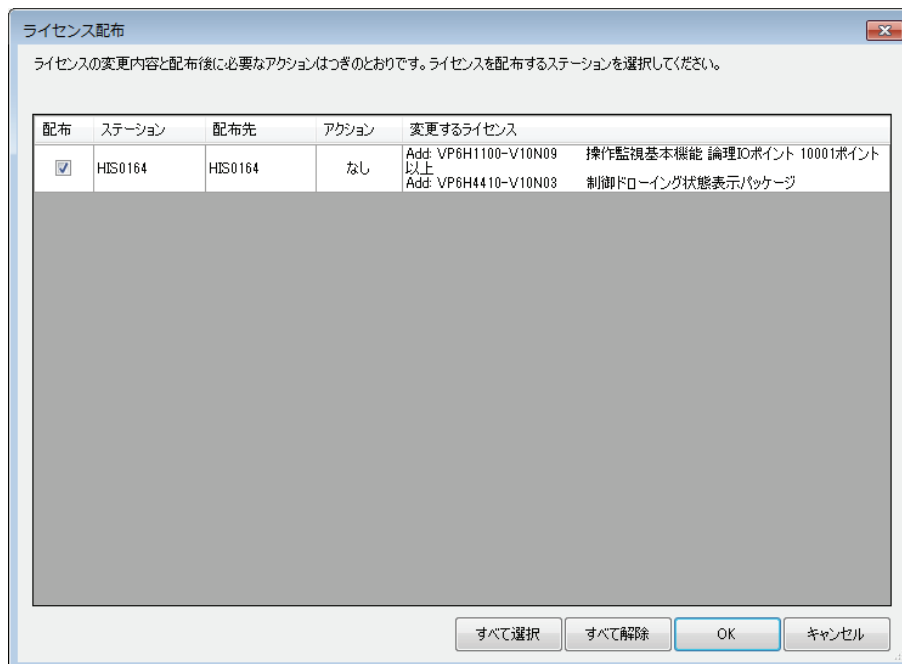 ライセンス配布
ライセンスの変更内容と配布後に必要なアクションはつぎのとおりです。ライセンスを配布するステーションを選択してください。
配布 ステーション 配布先 アクション 変更するライセンス
HIS0164 HIS0164 なし
Add: VP6H1100-V10N09 操作監視基本機能 論理IOポイント 10001ポイント
以上
Add: VP6H4410-V10N03 制御ドローイング状態表示パッケージ
すべて選択 すべて解除 OK キャンセル